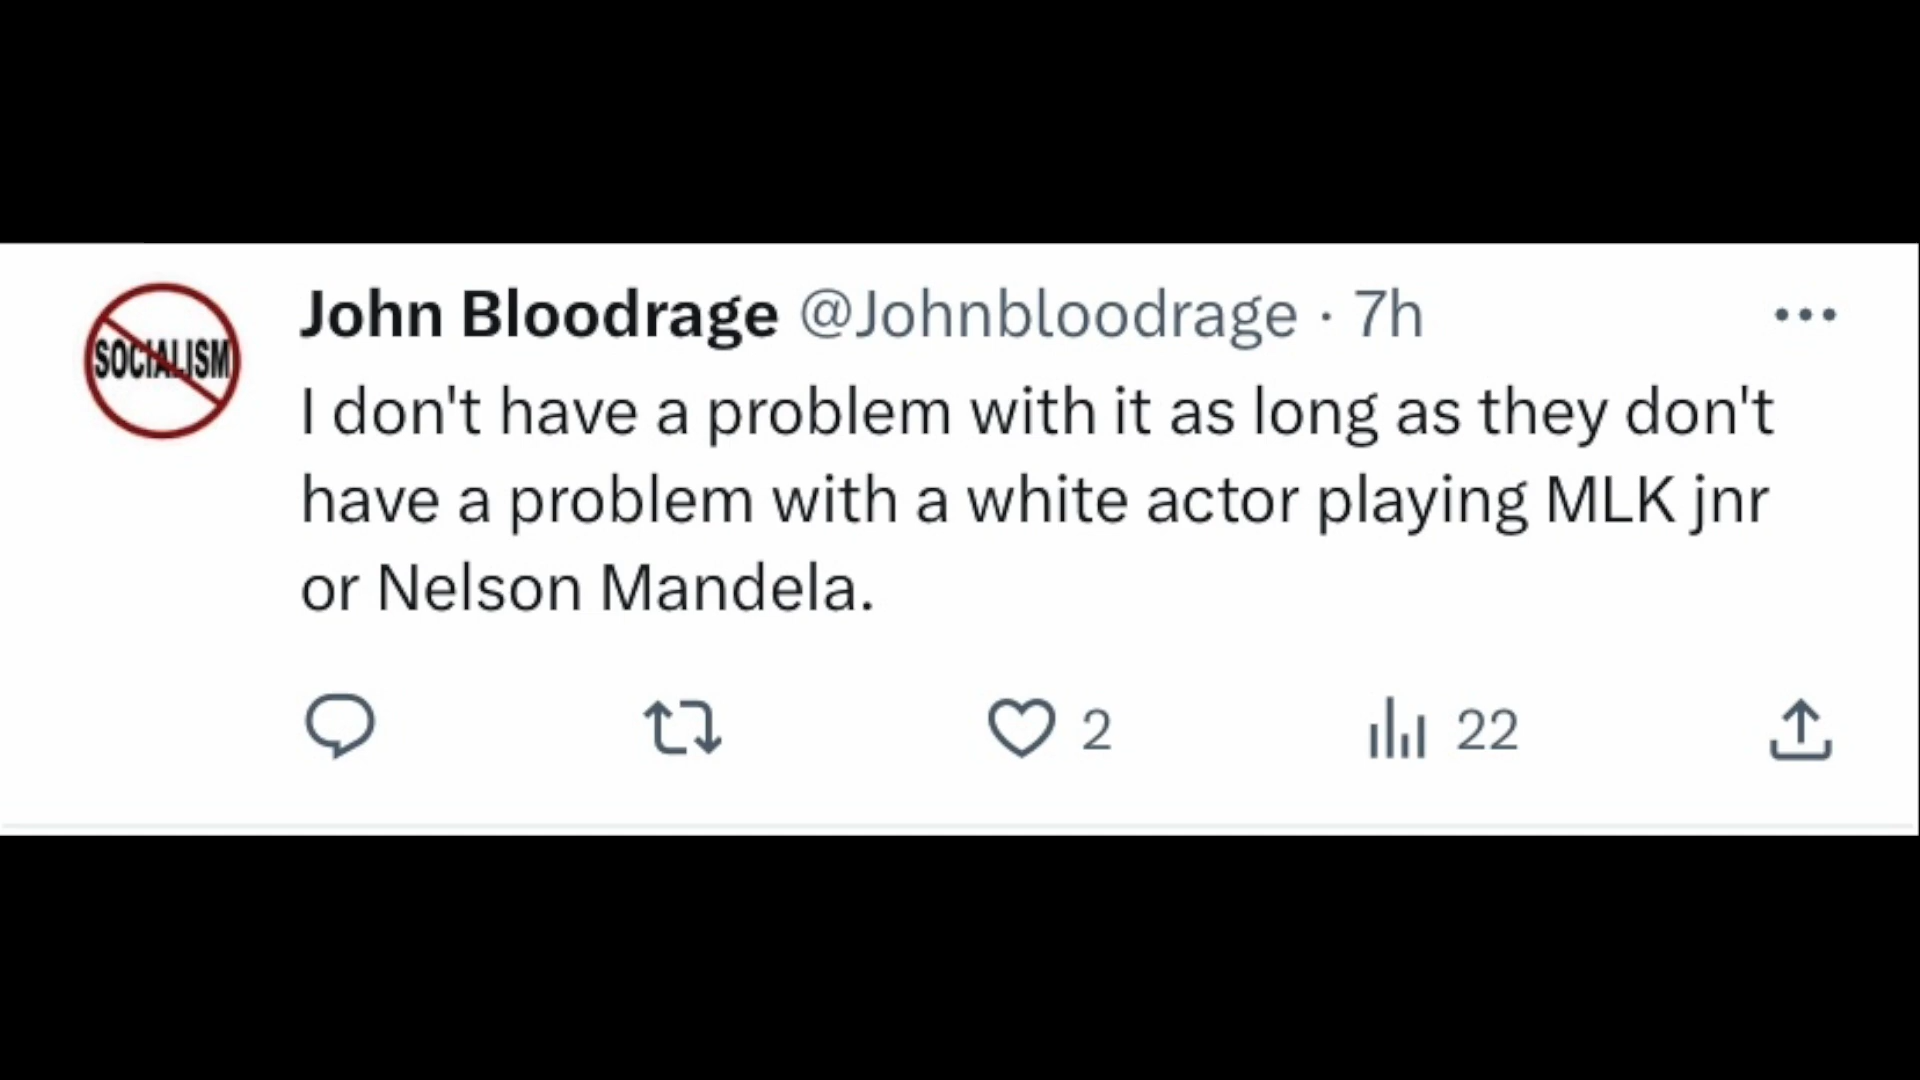 SOCIALISM
John Bloodrage @Johnbloodrage · 7h
I don't have a problem with it as long as they don't
have a problem with a white actor playing MLK jnr
or Nelson Mandela.
2 22